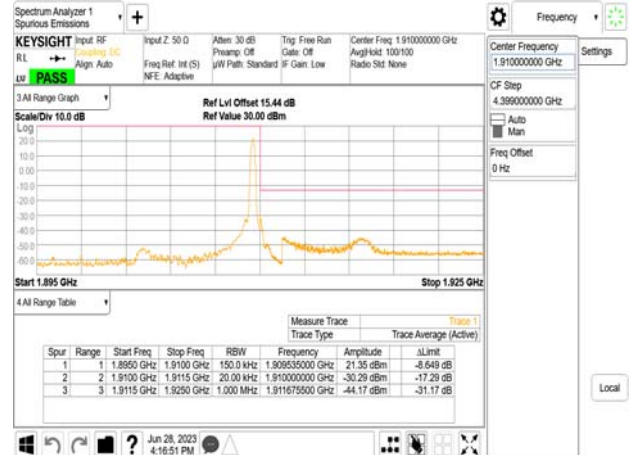 Spectrum Analyzer 1
Spurious Emissions
Frequency
KEYSIGHT
RL
PASS
Input: RF
Coupling: DC
Align: Auto
Input Z: 50 Ω
Freq Ref: Int (S)
NFE: Adaptive
Atten: 30 dB
Preamp: Off
µW Path: Standard
Trig: Free Run
Gate: Off
IF Gain: Low
Center Freq: 1.910000000 GHz
Avg|Hold: 100/100
Radio Std: None
Center Frequency
1.910000000 GHz
Settings
CF Step
4.399000000 GHz
Auto
Man
Freq Offset
0 Hz
Local
3 All Range Graph
Scale/Div 10.0 dB
Ref Lvl Offset 15.44 dB
Ref Value 30.00 dBm
Log
20.0
10.0
0.00
-10.0
-20.0
-30.0
-40.0
-50.0
-60.0
Start 1.895 GHz
Stop 1.925 GHz
4 All Range Table
Measure Trace Trace 1
Trace Type Trace Average (Active)
Spur Range Start Freq Stop Freq RBW Frequency Amplitude ΔLimit
1 1 1.8950 GHz 1.9100 GHz 150.0 kHz 1.909535000 GHz 21.35 dBm -8.649 dB
2 2 1.9100 GHz 1.9115 GHz 20.00 kHz 1.910000000 GHz -30.29 dBm -17.29 dB
3 3 1.9115 GHz 1.9250 GHz 1.000 MHz 1.911675500 GHz -44.17 dBm -31.17 dB
Jun 28, 2023
4:16:51 PM